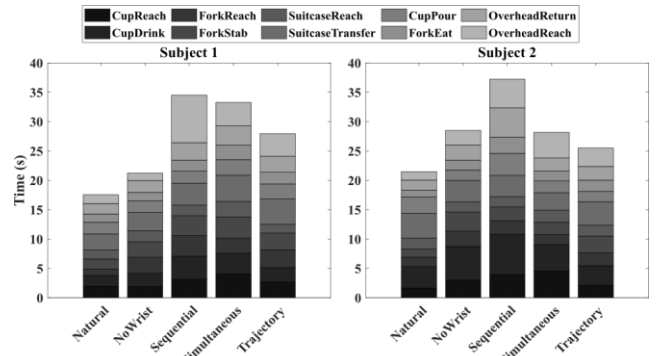 CupReach ForkReach SuitcaseReach CupPour OverheadReturn
CupDrink ForkStab SuitcaseTransfer ForkEat OverheadReach
Subject 1 Subject 2
40 40
35 35
30 30
25 25
20 20
15 15
10 10
5 5
0 0
Time (s)
Natural NoWrist Sequential Simultaneous Trajectory Natural NoWrist Sequential Simultaneous Trajectory